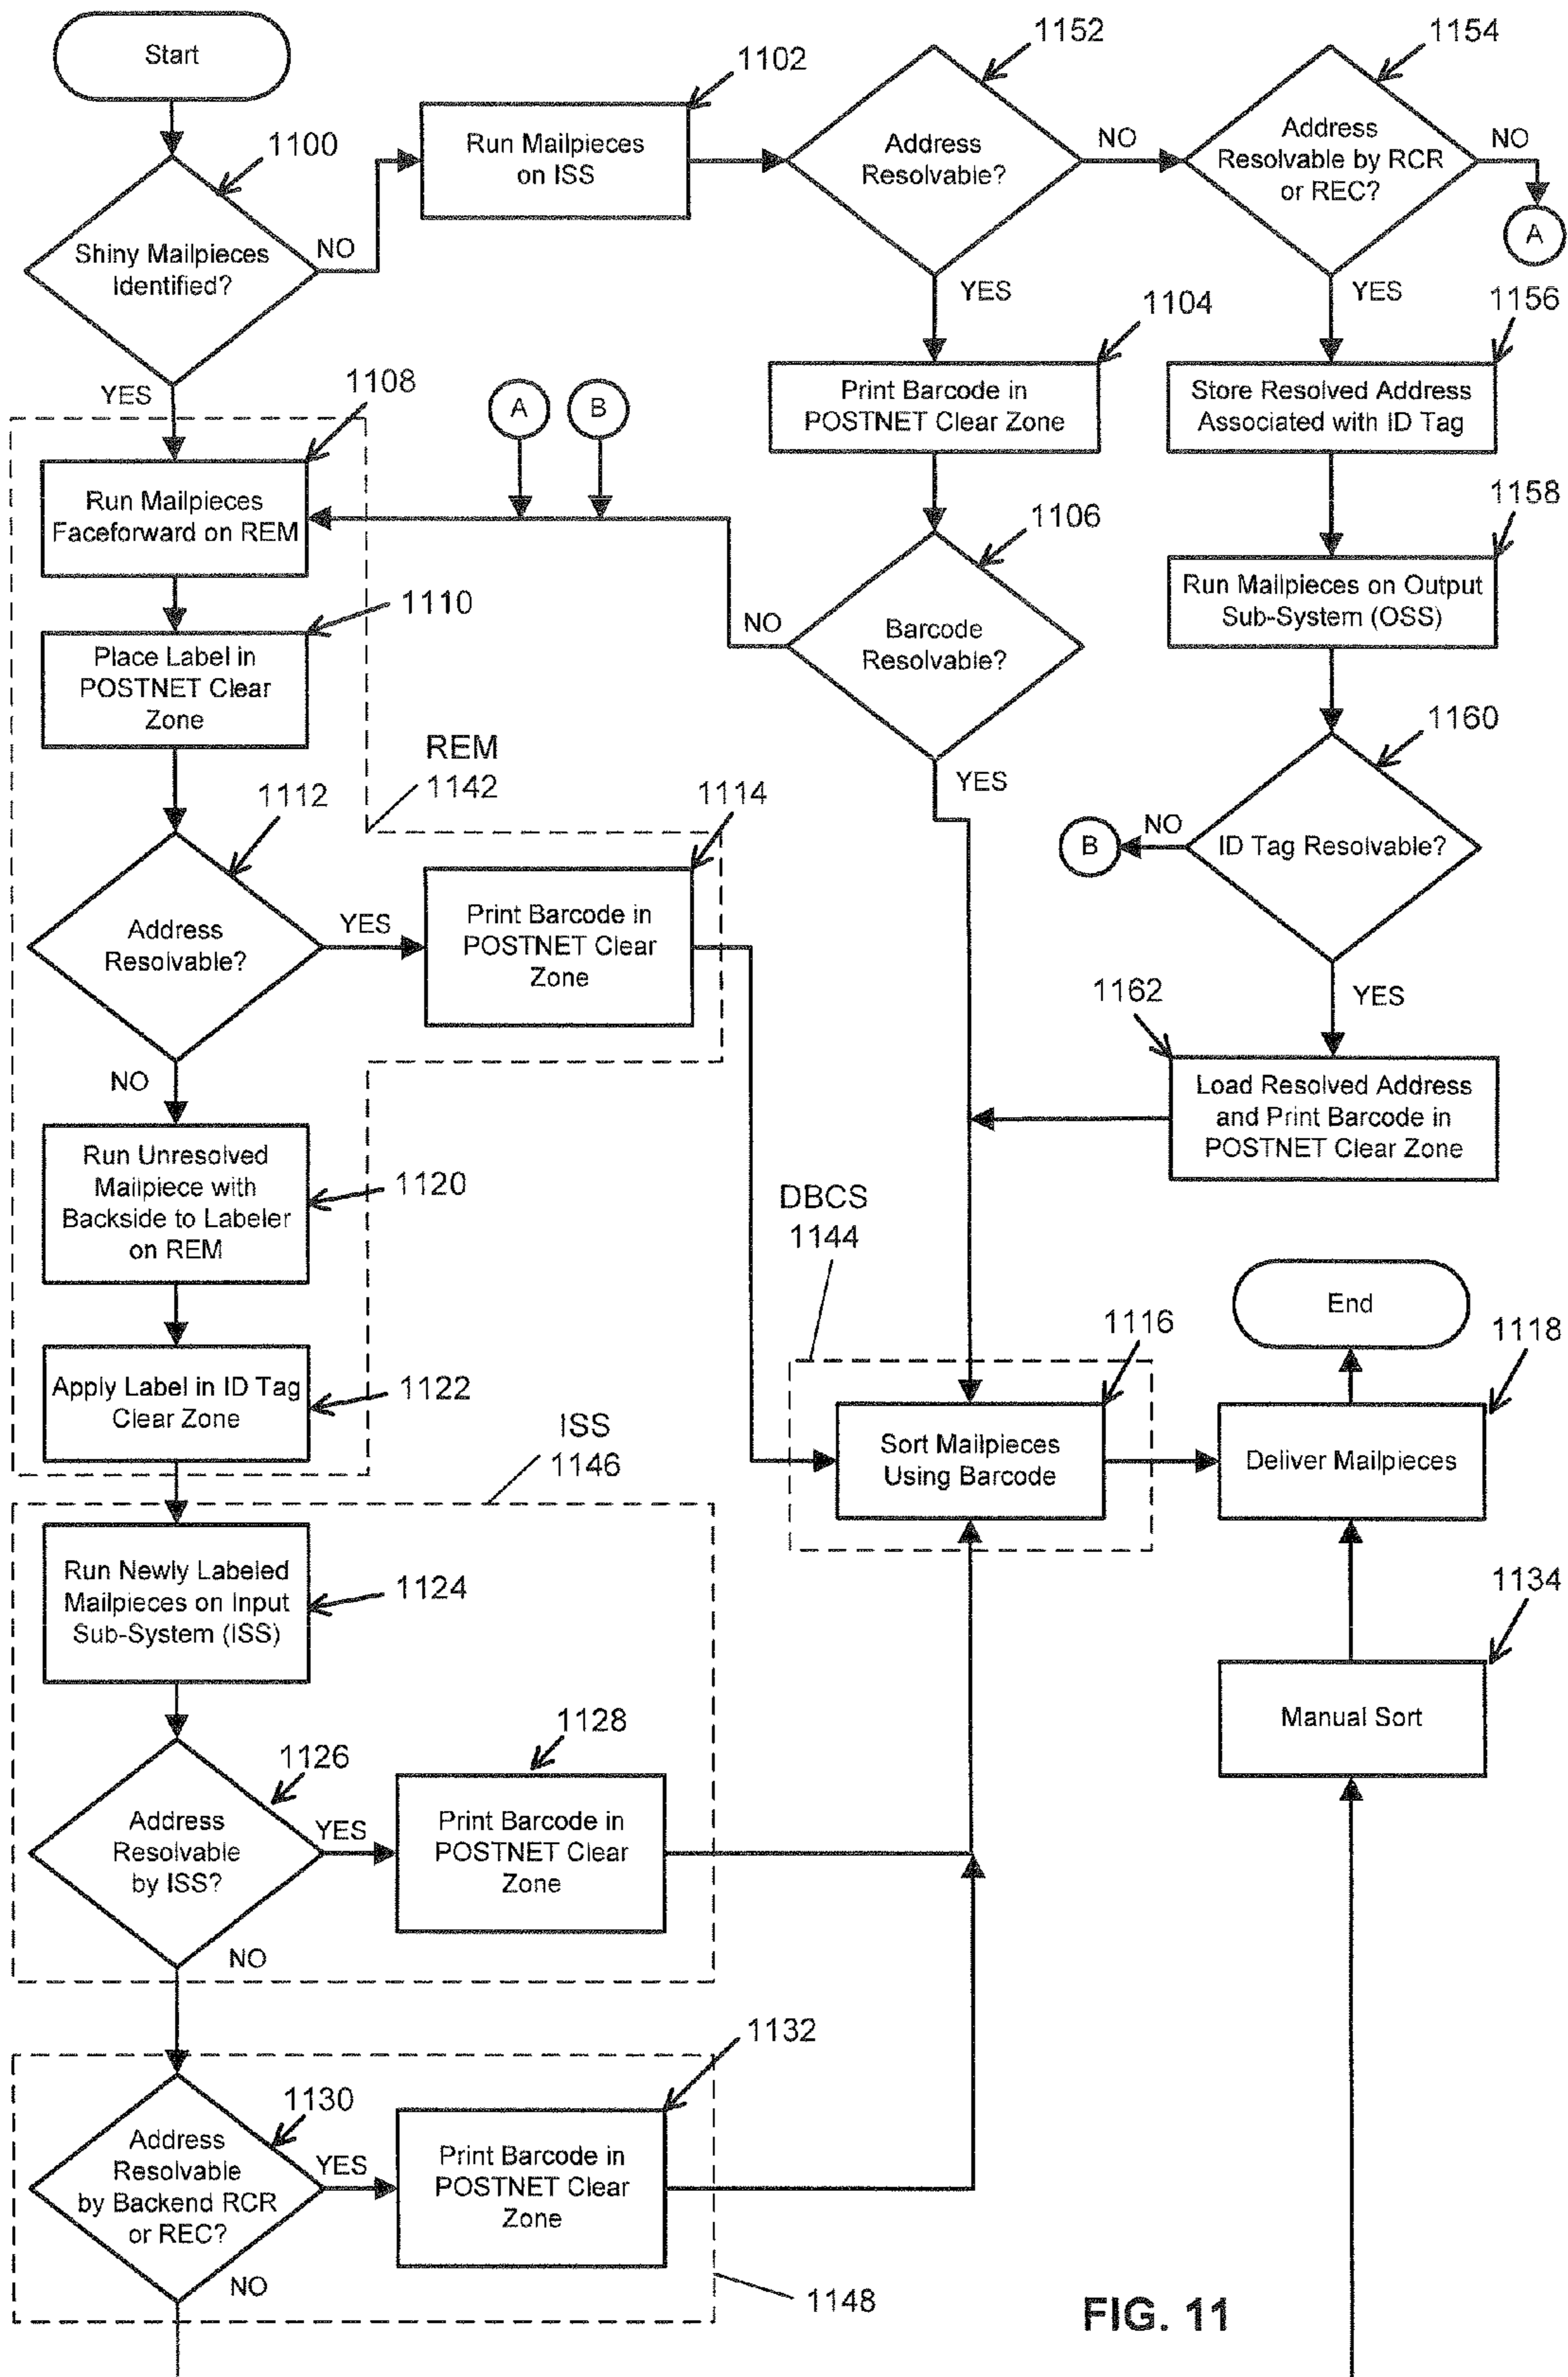 Start
1100
Shiny Mailpieces
Identified?
NO
YES
1102
Run Mailpieces
on ISS
1152
Address
Resolvable?
NO
YES
1154
Address
Resolvable by RCR
or REC?
NO
A
YES
1104
Print Barcode in
POSTNET Clear Zone
1156
Store Resolved Address
Associated with ID Tag
1108
Run Mailpieces
Faceforward on REM
A
B
1106
Barcode
Resolvable?
NO
YES
1158
Run Mailpieces on Output
Sub-System (OSS)
1110
Place Label in
POSTNET Clear
Zone
REM
1142
1160
ID Tag Resolvable?
NO
B
YES
1112
Address
Resolvable?
YES
NO
1114
Print Barcode in
POSTNET Clear
Zone
1162
Load Resolved Address
and Print Barcode in
POSTNET Clear Zone
Run Unresolved
Mailpiece with
Backside to Labeler
on REM
1120
DBCS
1144
End
Apply Label in ID Tag
Clear Zone
1122
ISS
1146
1116
Sort Mailpieces
Using Barcode
1118
Deliver Mailpieces
Run Newly Labeled
Mailpieces on Input
Sub-System (ISS)
1124
1134
Manual Sort
1126
Address
Resolvable
by ISS?
YES
NO
1128
Print Barcode in
POSTNET Clear
Zone
1130
Address
Resolvable
by Backend RCR
or REC?
YES
NO
1132
Print Barcode in
POSTNET Clear
Zone
1148
FIG. 11